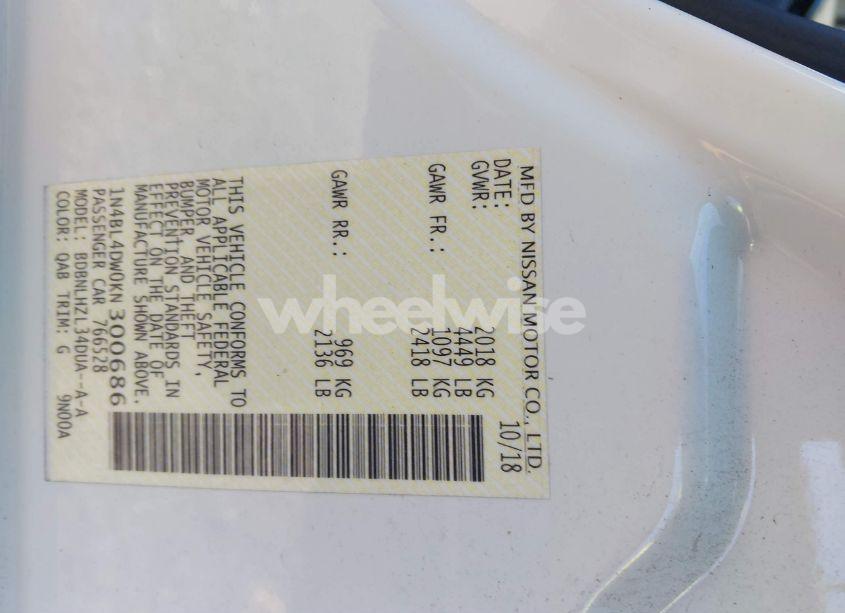 MFD BY NISSAN MOTOR CO., LTD.
DATE: 10/18
GVWR: 2018 KG
4449 LB
GAWR FR.: 1097 KG
2418 LB
GAWR RR.: 969 KG
2136 LB
THIS VEHICLE CONFORMS TO
ALL APPLICABLE FEDERAL
MOTOR VEHICLE SAFETY,
BUMPER AND THEFT
PREVENTION STANDARDS IN
EFFECT ON THE DATE OF
MANUFACTURE SHOWN ABOVE.
1N4BL4DW0KN300686
PASSENGER CAR 766528
MODEL: BDBNLHZL34DUA--A-A
COLOR: QAB TRIM: G 9N00A
wheelwise